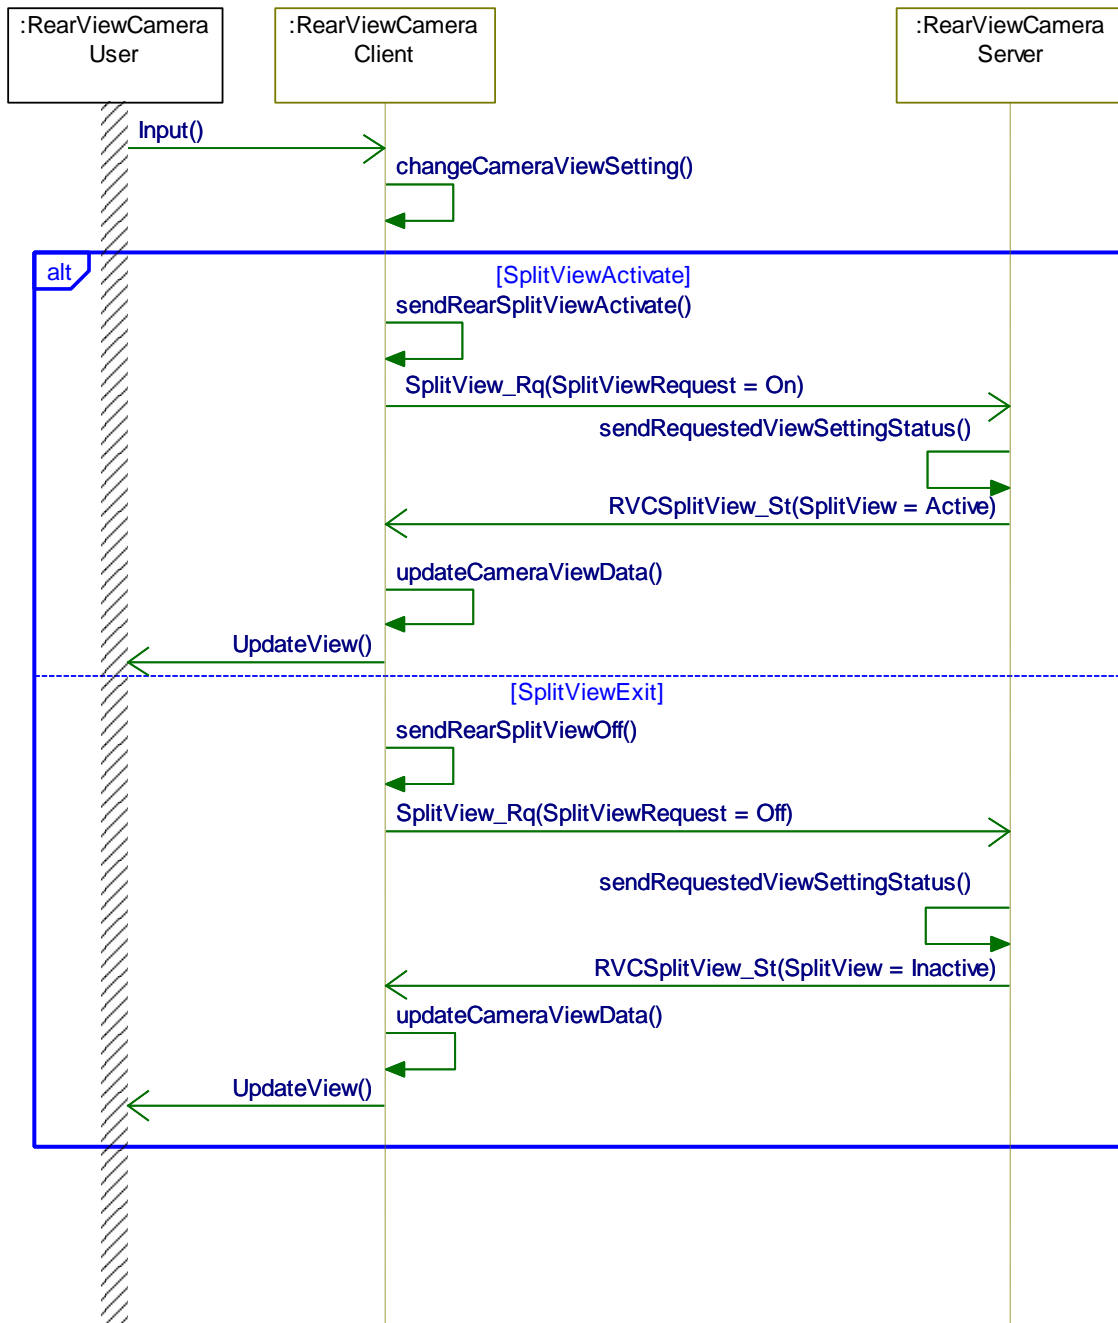 :RearViewCamera
User
:RearViewCamera
Client
:RearViewCamera
Server
Input()
changeCameraViewSetting()
alt
[SplitViewActivate]
sendRearSplitViewActivate()
SplitView_Rq(SplitViewRequest = On)
sendRequestedViewSettingStatus()
RVCSplitView_St(SplitView = Active)
updateCameraViewData()
UpdateView()
[SplitViewExit]
sendRearSplitViewOff()
SplitView_Rq(SplitViewRequest = Off)
sendRequestedViewSettingStatus()
RVCSplitView_St(SplitView = Inactive)
updateCameraViewData()
UpdateView()